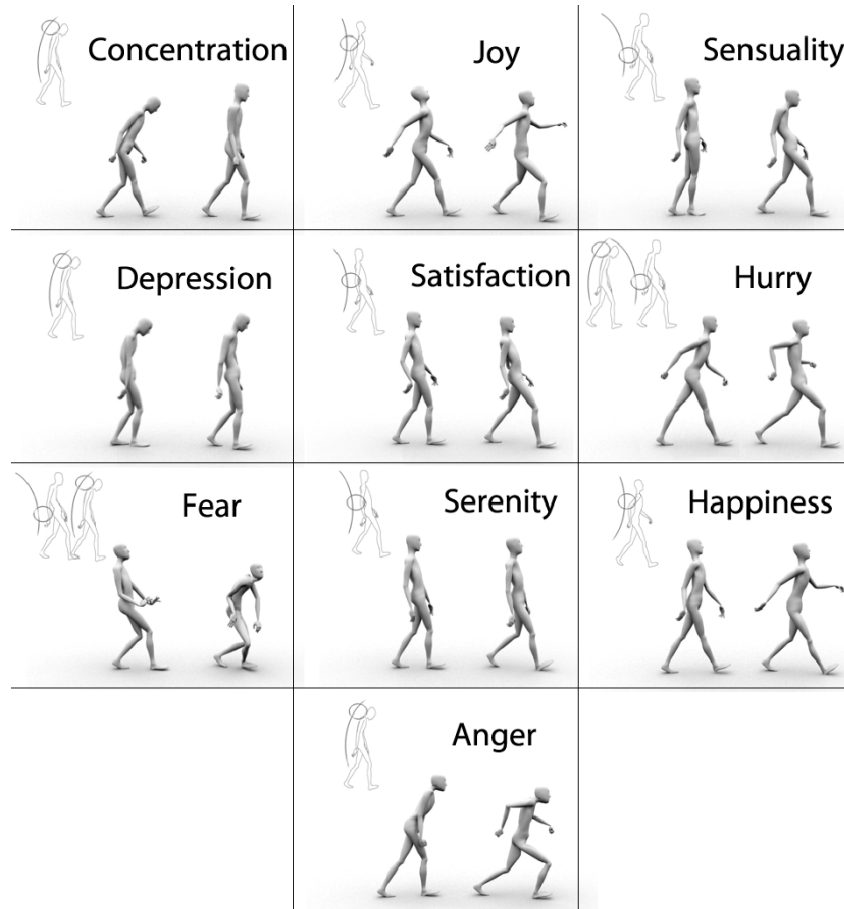 Concentration
Joy
Sensuality
Depression
Satisfaction
Hurry
Fear
Serenity
Happiness
Anger